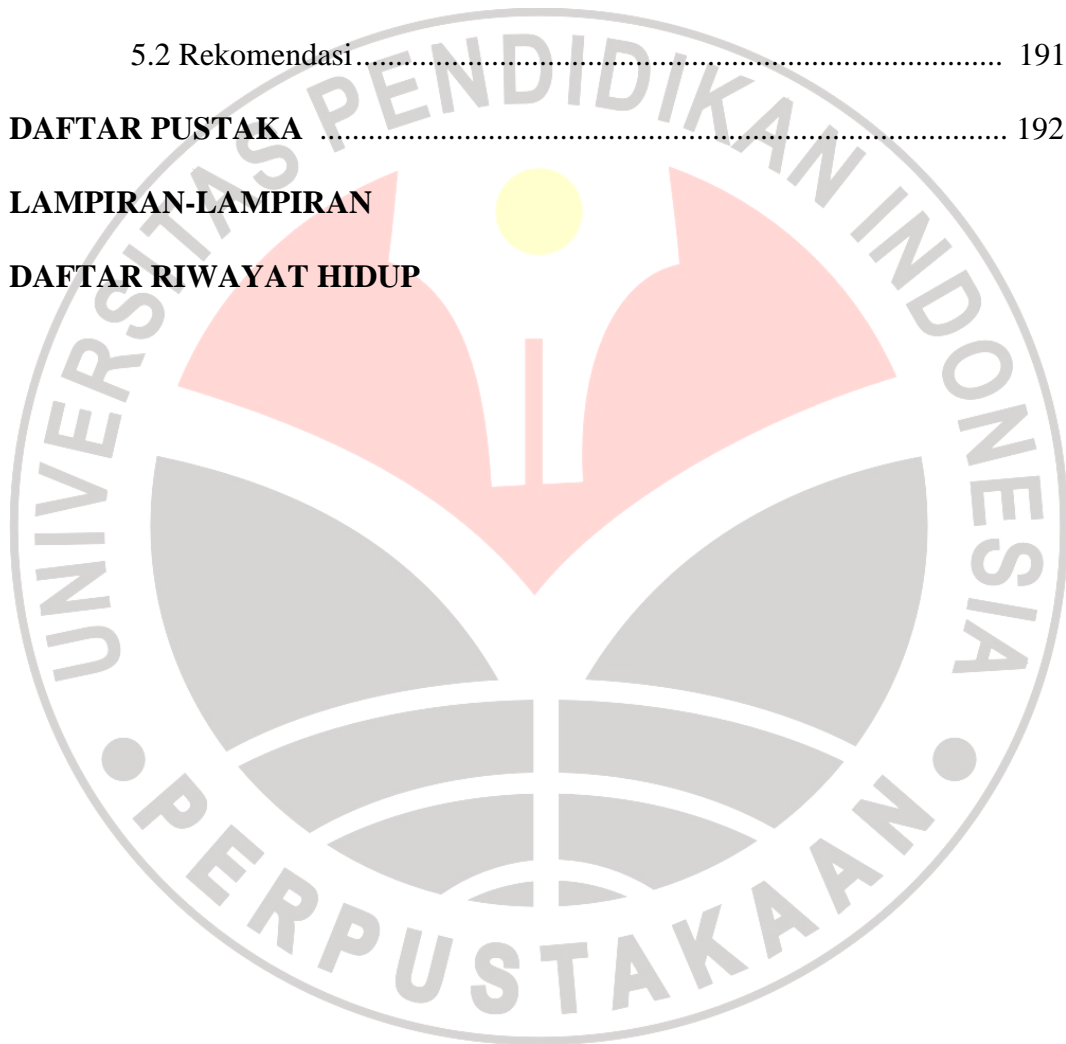 5.2 Rekomendasi................................................................................. 191
DAFTAR PUSTAKA ...................................................................................... 192
LAMPIRAN-LAMPIRAN
DAFTAR RIWAYAT HIDUP
UNIVERSITAS PENDIDIKAN INDONESIA
PERPUSTAKAAN